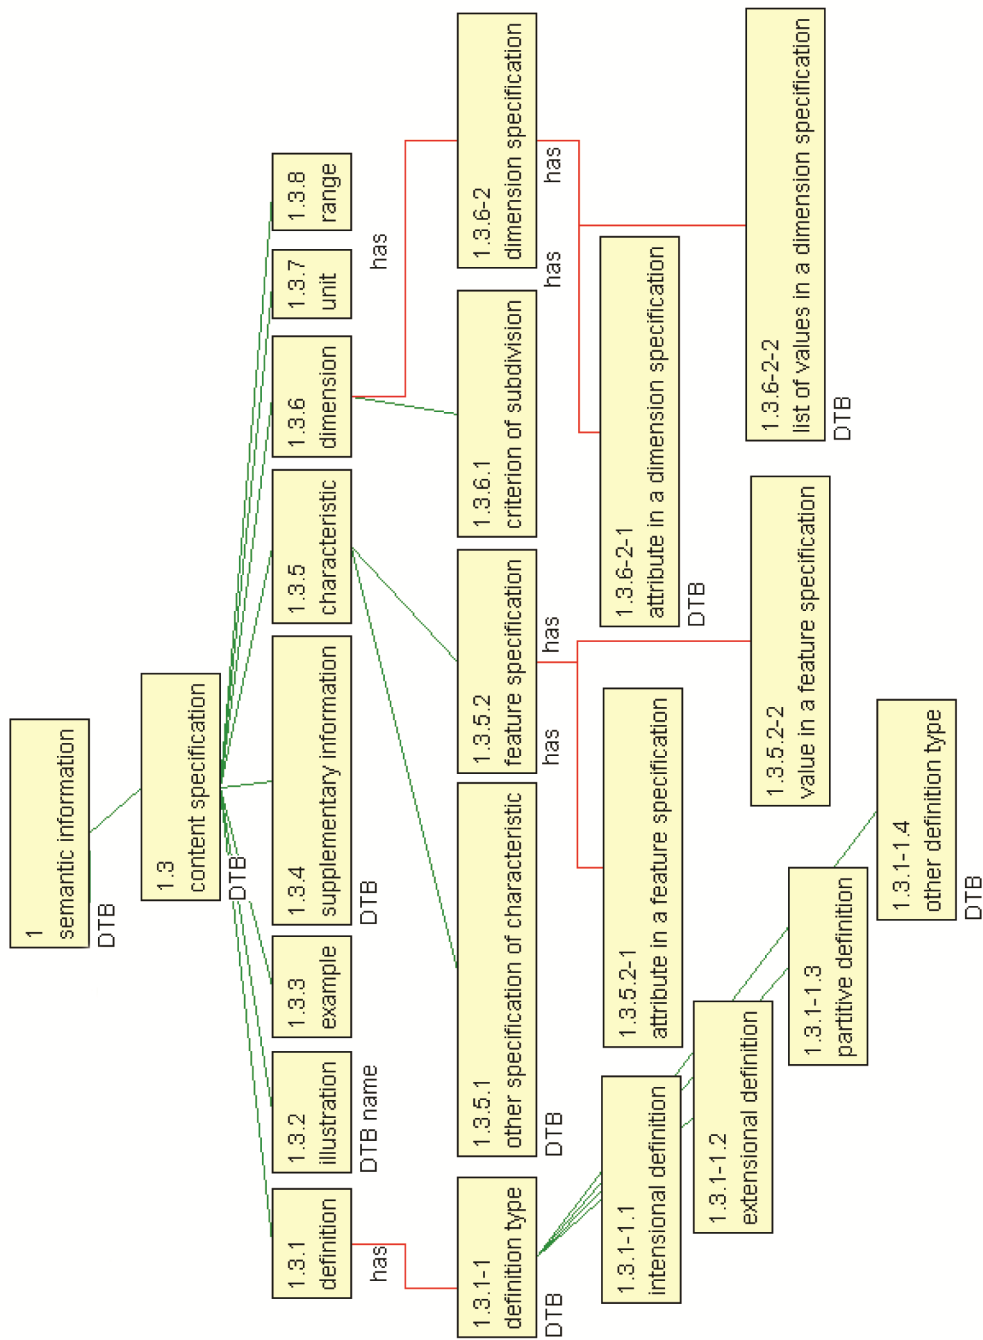 1
semantic information
DTB
1.3
content specification
DTB
1.3.1
definition
has
1.3.2
illustration
DTB name
1.3.3
example
1.3.4
supplementary information
DTB
1.3.5
characteristic
1.3.6
dimension
1.3.7
unit
1.3.8
range
has
1.3.1-1
definition type
DTB
1.3.5.1
other specification of characteristic
DTB
1.3.5.2
feature specification
has
has
1.3.6.1
criterion of subdivision
1.3.6-2
dimension specification
has
has
1.3.1-1.1
intensional definition
1.3.5.2-1
attribute in a feature specification
1.3.6-2-1
attribute in a dimension specification
DTB
1.3.1-1.2
extensional definition
1.3.5.2-2
value in a feature specification
1.3.6-2-2
list of values in a dimension specification
DTB
1.3.1-1.3
partitive definition
1.3.1-1.4
other definition type
DTB